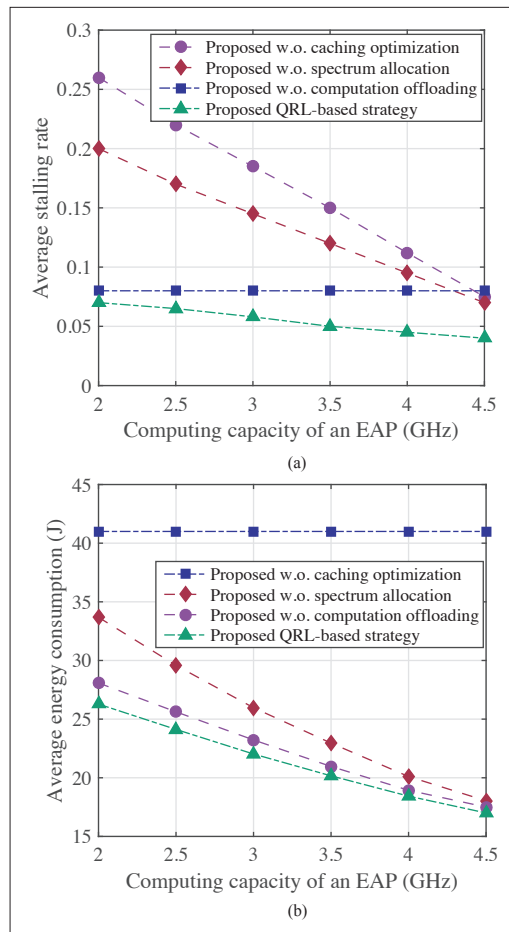 0.3
0.25
0.2
0.15
0.1
0.05
0
Average stalling rate
Proposed w.o. caching optimization
Proposed w.o. spectrum allocation
Proposed w.o. computation offloading
Proposed QRL-based strategy
2 2.5 3 3.5 4 4.5
Computing capacity of an EAP (GHz)
(a)
45
40
35
30
25
20
15
Average energy consumption (J)
Proposed w.o. caching optimization
Proposed w.o. spectrum allocation
Proposed w.o. computation offloading
Proposed QRL-based strategy
2 2.5 3 3.5 4 4.5
Computing capacity of an EAP (GHz)
(b)